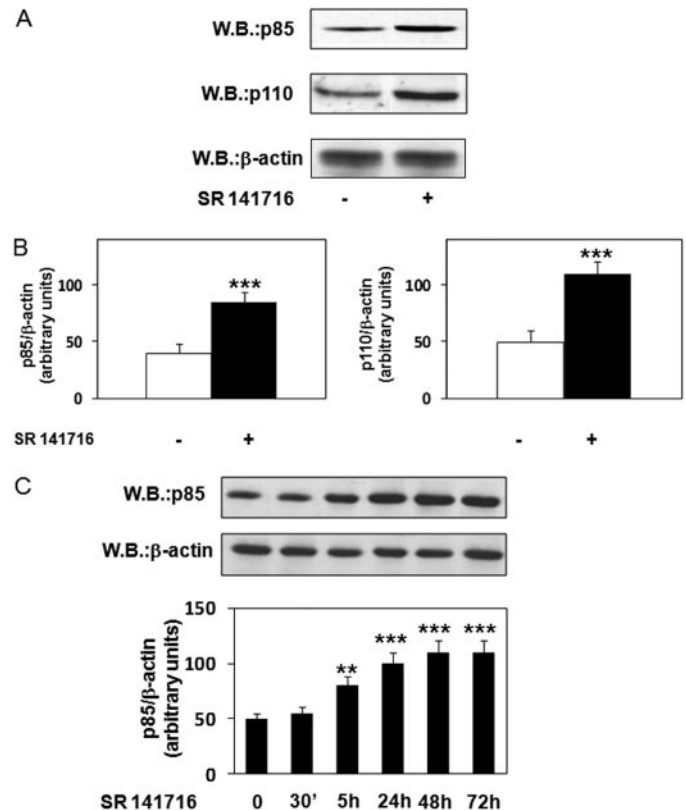 A
W.B.:p85
W.B.:p110
W.B.:β-actin
SR 141716 - +
B
p85/β-actin
(arbitrary units)
100
50
0
***
SR 141716 - +
p110/β-actin
(arbitrary units)
100
50
0
***
- +
C
W.B.:p85
W.B.:β-actin
p85/β-actin
(arbitrary units)
150
100
50
0
** *** *** ***
SR 141716 0 30' 5h 24h 48h 72h